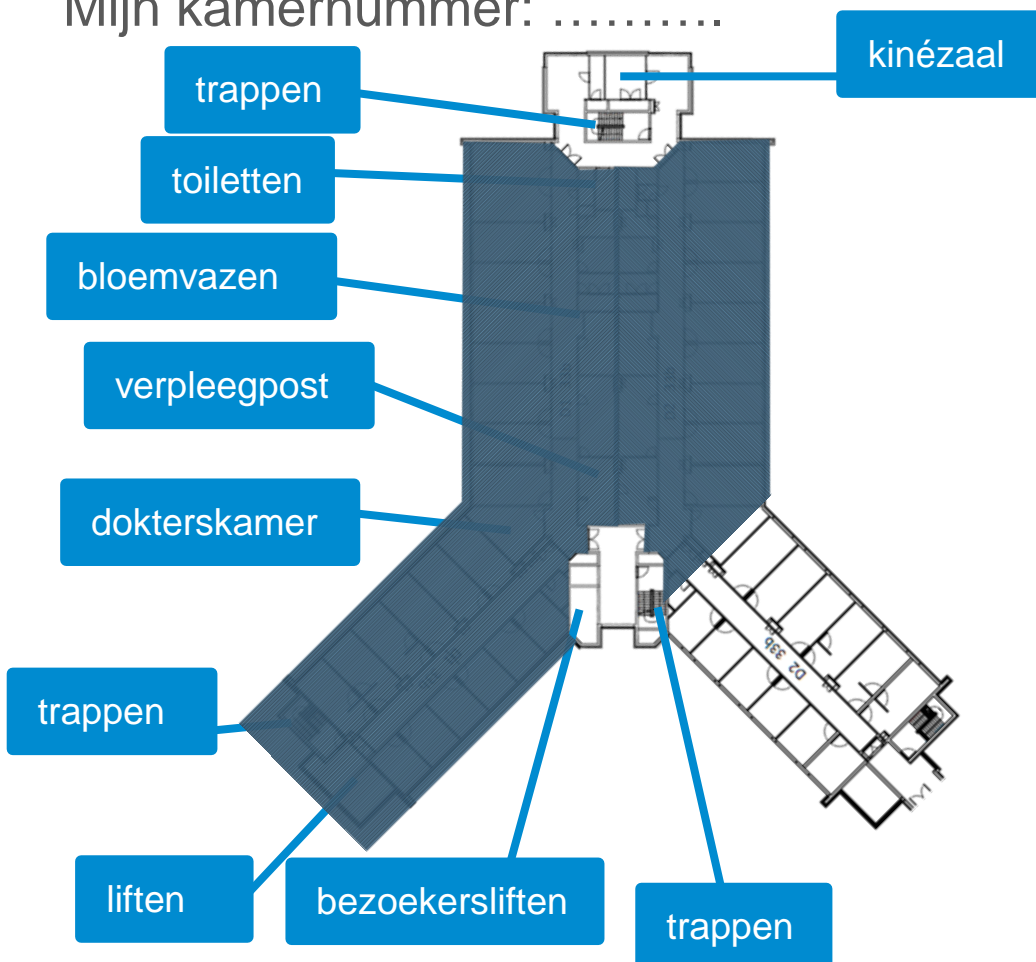 Mijn kamernummer: ……….
kinézaal
trappen
toiletten
bloemvazen
verpleegpost
dokterskamer
D2 33b
trappen
liften
bezoekersliften
trappen